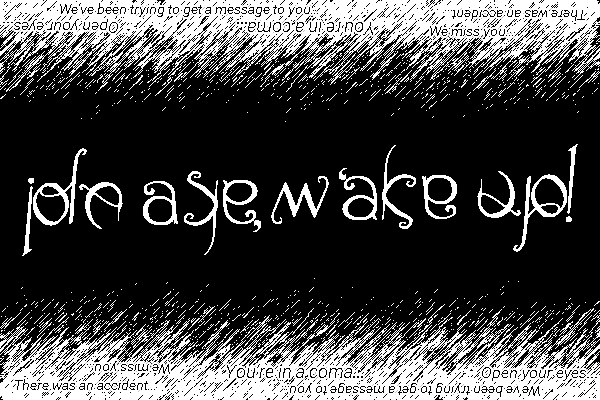 We've been trying to get a message to you...
There was an accident...
Open your eyes
You're in a coma...
We miss you...
john aye, wake up!
We miss you...
You're in a coma...
Open your eyes
There was an accident...
We've been trying to get a message to you...